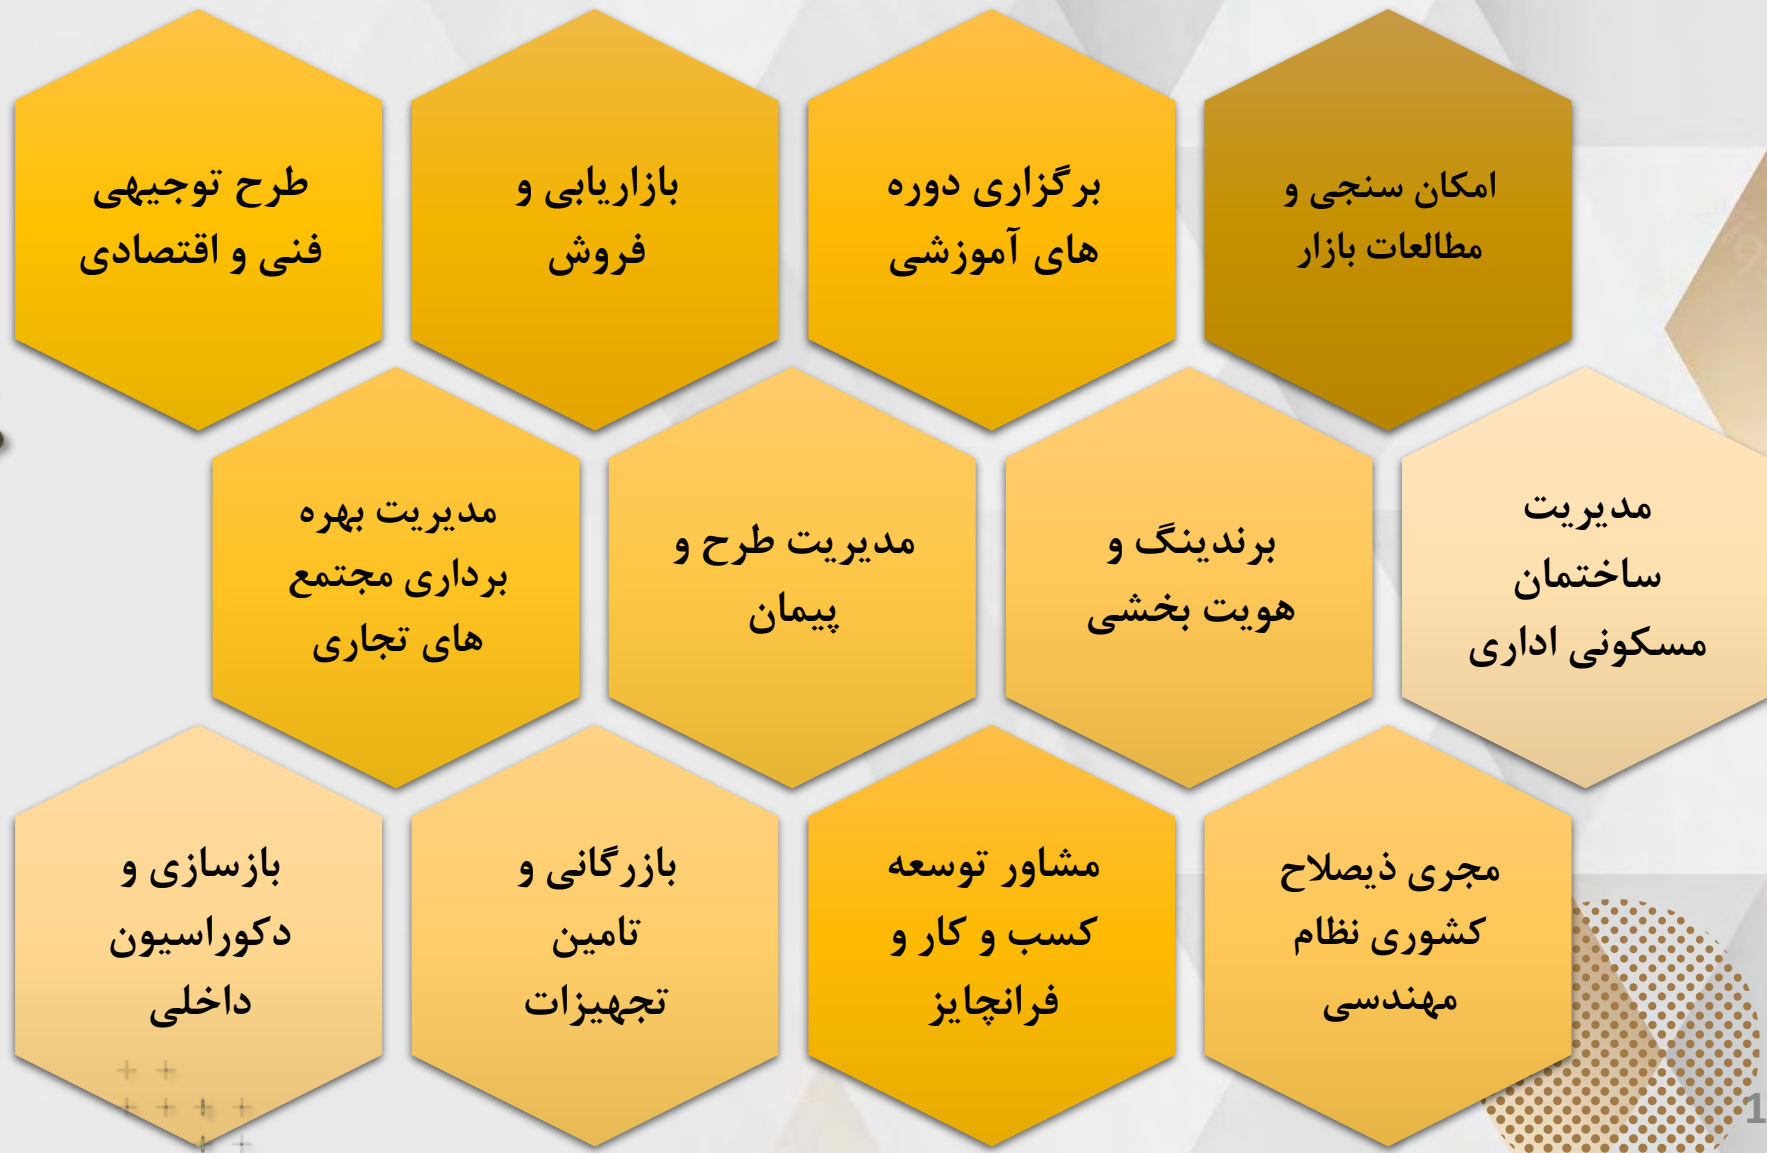 امکان سنجی و
مطالعات بازار
برگزاری دوره
های آموزشی
بازاریابی و
فروش
طرح توجیهی
فنی و اقتصادی
مدیریت
ساختمان
مسکونی اداری
برندینگ و
هویت بخشی
مدیریت طرح و
پیمان
مدیریت بهره
برداری مجتمع
های تجاری
مجری ذیصلاح
کشوری نظام
مهندسی
مشاور توسعه
کسب و کار و
فرانچایز
بازرگانی و
تامین
تجهیزات
بازسازی و
دکوراسیون
داخلی
1